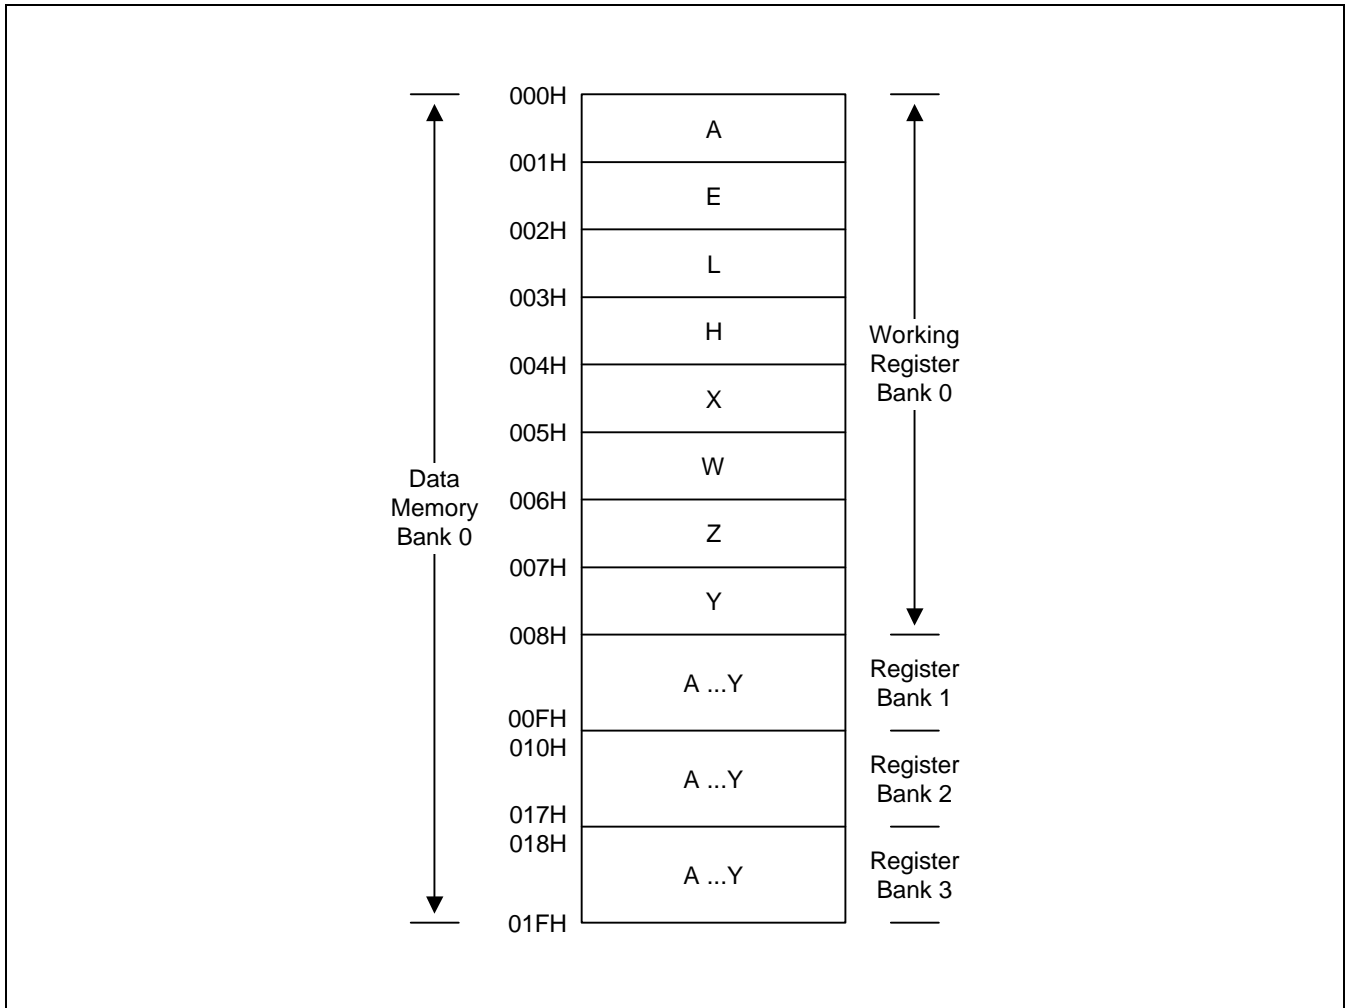 000H
A
001H
E
002H
L
003H
H
Working
Register
Bank 0
004H
X
005H
W
Data
Memory
Bank 0
006H
Z
007H
Y
008H
A ...Y
Register
Bank 1
00FH
010H
A ...Y
Register
Bank 2
017H
018H
A ...Y
Register
Bank 3
01FH